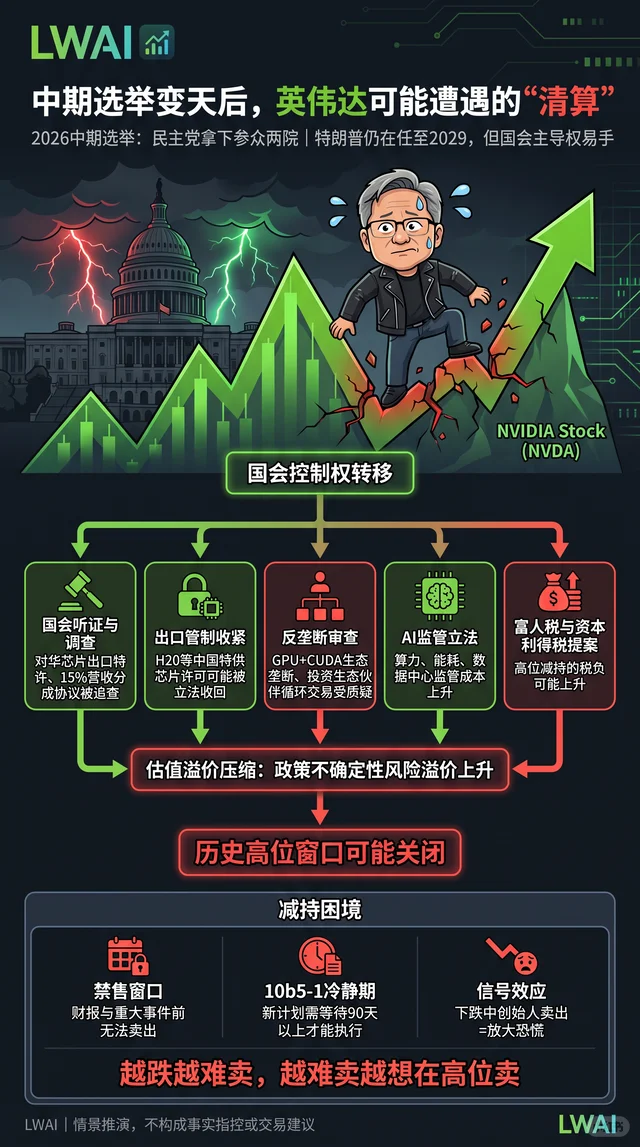 LWAI
中期选举变天后，英伟达可能遭遇的“清算”
2026中期选举：民主党拿下参众两院｜特朗普仍在任至2029，但国会主导权易手
NVIDIA Stock
(NVDA)
国会控制权转移
国会听证与
调查
对华芯片出口特
许、15%营收分
成协议被追查
出口管制收紧
H20等中国特供
芯片许可可能被
立法收回
反垄断审查
GPU+CUDA生态
垄断、投资生态伙
伴循环交易受质疑
AI监管立法
算力、能耗、数
据中心监管成本
上升
富人税与资本
利得税提案
高位减持的税负
可能上升
估值溢价压缩：政策不确定性风险溢价上升
历史高位窗口可能关闭
减持困境
禁售窗口
财报与重大事件前
无法卖出
10b5-1冷静期
新计划需等待90天
以上才能执行
信号效应
下跌中创始人卖出
=放大恐慌
越跌越难卖，越难卖越想在高位卖
LWAI｜情景推演，不构成事实指控或交易建议
LWAI